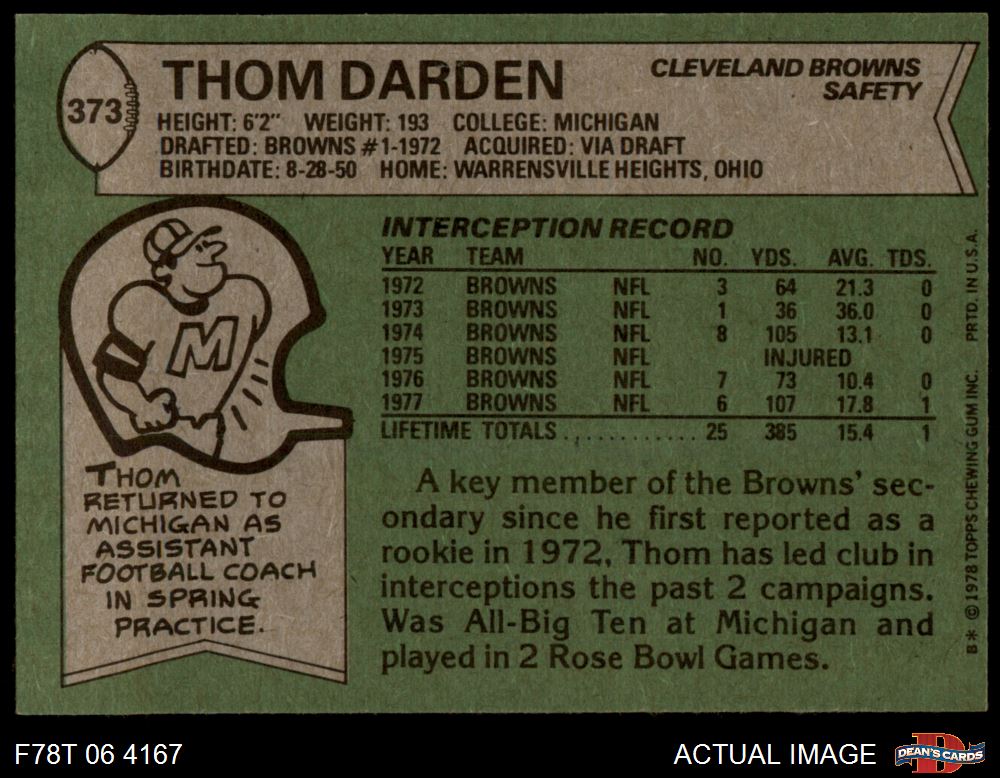 373
THOM DARDEN
CLEVELAND BROWNS
SAFETY
HEIGHT: 6'2" WEIGHT: 193 COLLEGE: MICHIGAN
DRAFTED: BROWNS #1-1972 ACQUIRED: VIA DRAFT
BIRTHDATE: 8-28-50 HOME: WARRENSVILLE HEIGHTS, OHIO
INTERCEPTION RECORD
YEAR TEAM NO. YDS. AVG. TDS.
1972 BROWNS NFL 3 64 21.3 0
1973 BROWNS NFL 1 36 36.0 0
1974 BROWNS NFL 8 105 13.1 0
1975 BROWNS NFL INJURED
1976 BROWNS NFL 7 73 10.4 0
1977 BROWNS NFL 6 107 17.8 1
LIFETIME TOTALS ............ 25 385 15.4 1
M
THOM
RETURNED TO
MICHIGAN AS
ASSISTANT
FOOTBALL COACH
IN SPRING
PRACTICE.
A key member of the Browns' sec-
ondary since he first reported as a
rookie in 1972, Thom has led club in
interceptions the past 2 campaigns.
Was All-Big Ten at Michigan and
played in 2 Rose Bowl Games.
B* © 1978 TOPPS CHEWING GUM INC. PRTD. IN U.S.A.
F78T 06 4167
ACTUAL IMAGE
DEAN'S CARDS